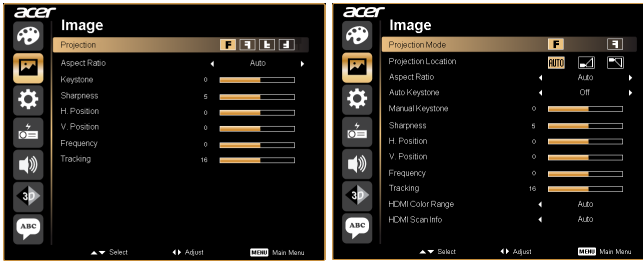 acer
Image
Projection F F F F
Aspect Ratio Auto
Keystone 0
Sharpness 5
H. Position 0
V. Position 0
Frequency 0
Tracking 16
3D
ABC
Select Adjust MENU Main Menu
acer
Image
Projection Mode F F
Projection Location AUTO
Aspect Ratio Auto
Auto Keystone Off
Manual Keystone 0
Sharpness 5
H. Position 0
V. Position 0
Frequency 0
Tracking 16
HDMI Color Range Auto
HDMI Scan Info Auto
3D
ABC
Select Adjust MENU Main Menu